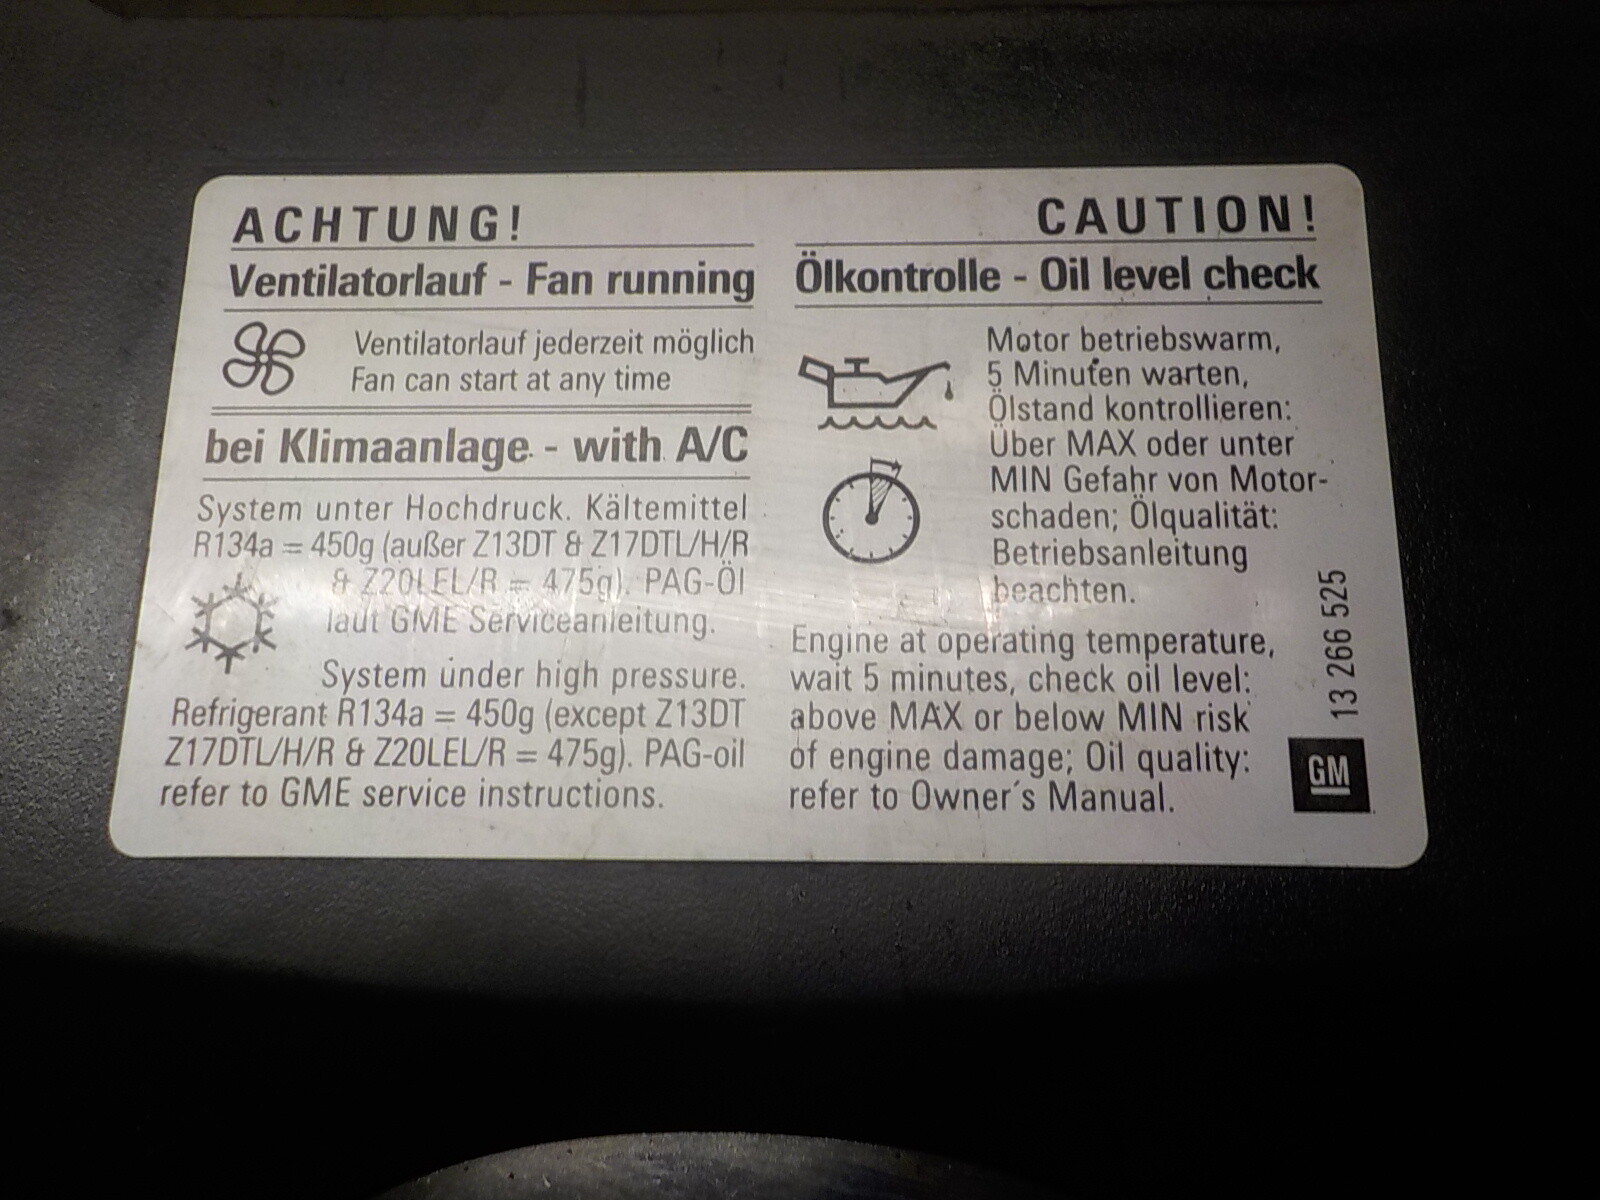 ACHTUNG!
Ventilatorlauf - Fan running
Ventilatorlauf jederzeit möglich
Fan can start at any time
bei Klimaanlage - with A/C
System unter Hochdruck. Kältemittel
R134a = 450g (außer Z13DT & Z17DTL/H/R
& Z20LEL/R = 475g). PAG-Öl
laut GME Serviceanleitung.
System under high pressure.
Refrigerant R134a = 450g (except Z13DT
Z17DTL/H/R & Z20LEL/R = 475g). PAG-oil
refer to GME service instructions.
CAUTION!
Ölkontrolle - Oil level check
Motor betriebswarm,
5 Minuten warten,
Ölstand kontrollieren:
Über MAX oder unter
MIN Gefahr von Motor-
schaden; Ölqualität:
Betriebsanleitung
beachten.
Engine at operating temperature,
wait 5 minutes, check oil level:
above MAX or below MIN risk
of engine damage; Oil quality:
refer to Owner´s Manual.
13 266 525
GM